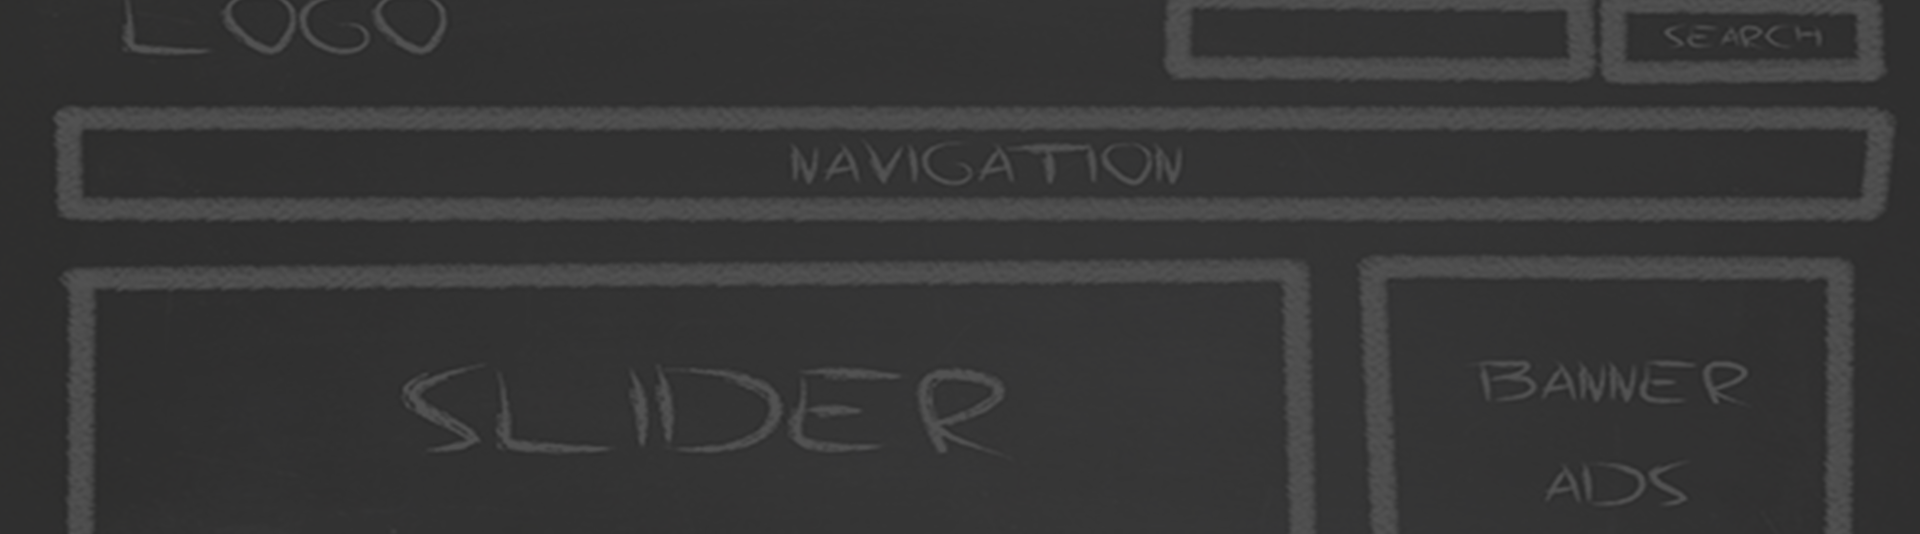 LOGO
SEARCH
NAVIGATION
SLIDER
BANNER
ADS